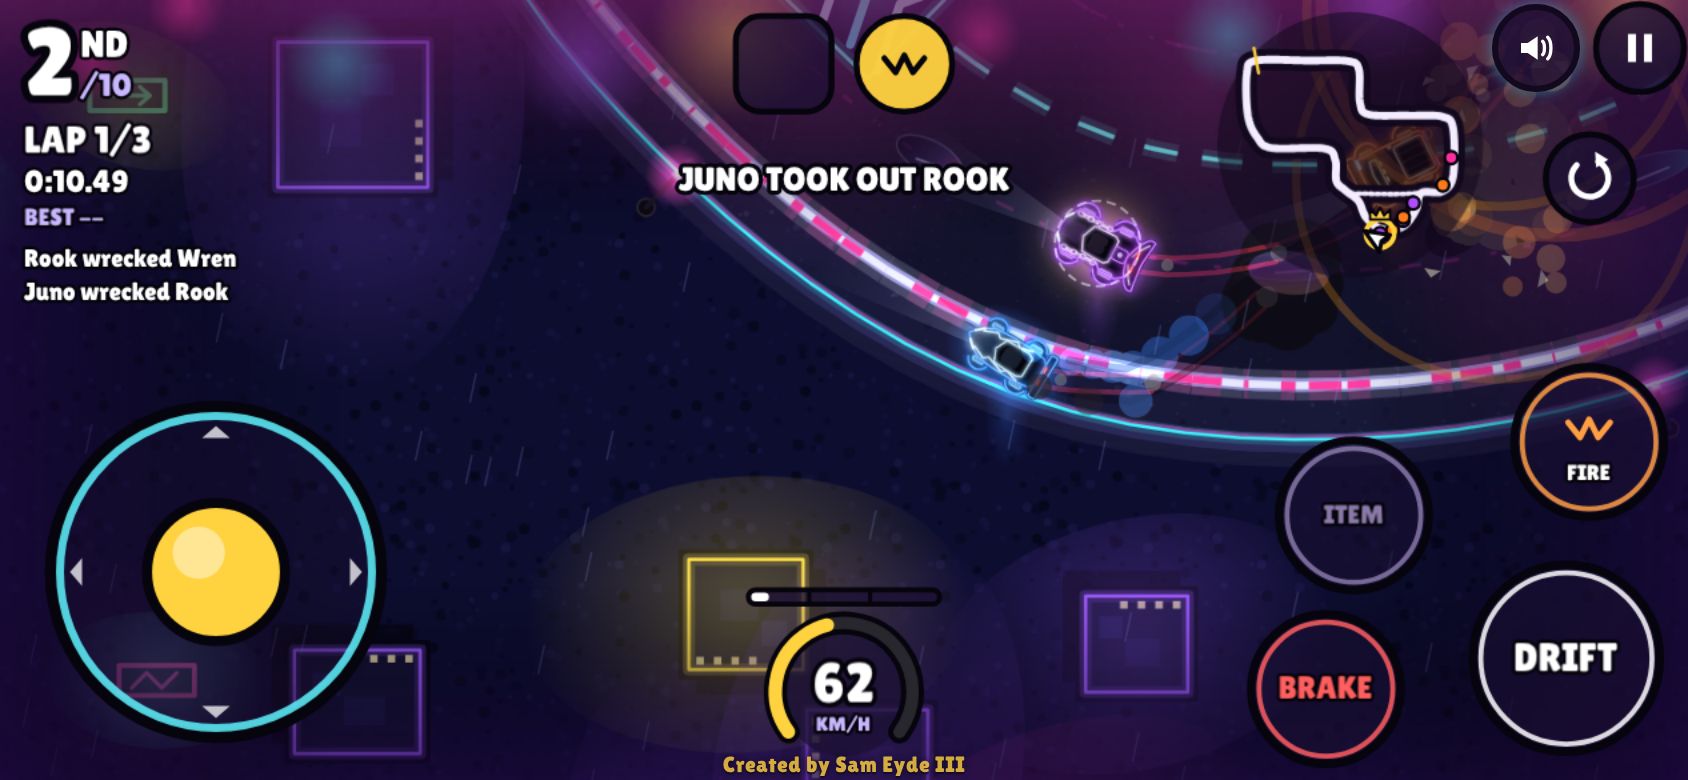 2ND
/10
LAP 1/3
0:10.49
BEST --
Rook wrecked Wren
Juno wrecked Rook
JUNO TOOK OUT ROOK
FIRE
ITEM
DRIFT
BRAKE
62
KM/H
Created by Sam Eyde III